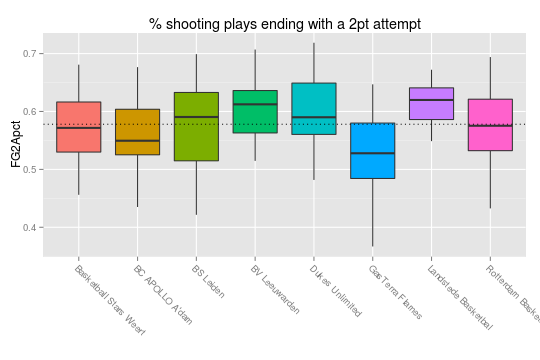 % shooting plays ending with a 2pt attempt
FG2Apct
0.7
0.6
0.5
0.4
Basketball Stars Weert
BC APOLLO A'dam
BS Leiden
BV Leeuwarden
Dukes Unlimited
GasTerra Flames
Landstede Basketbal
Rotterdam Baske